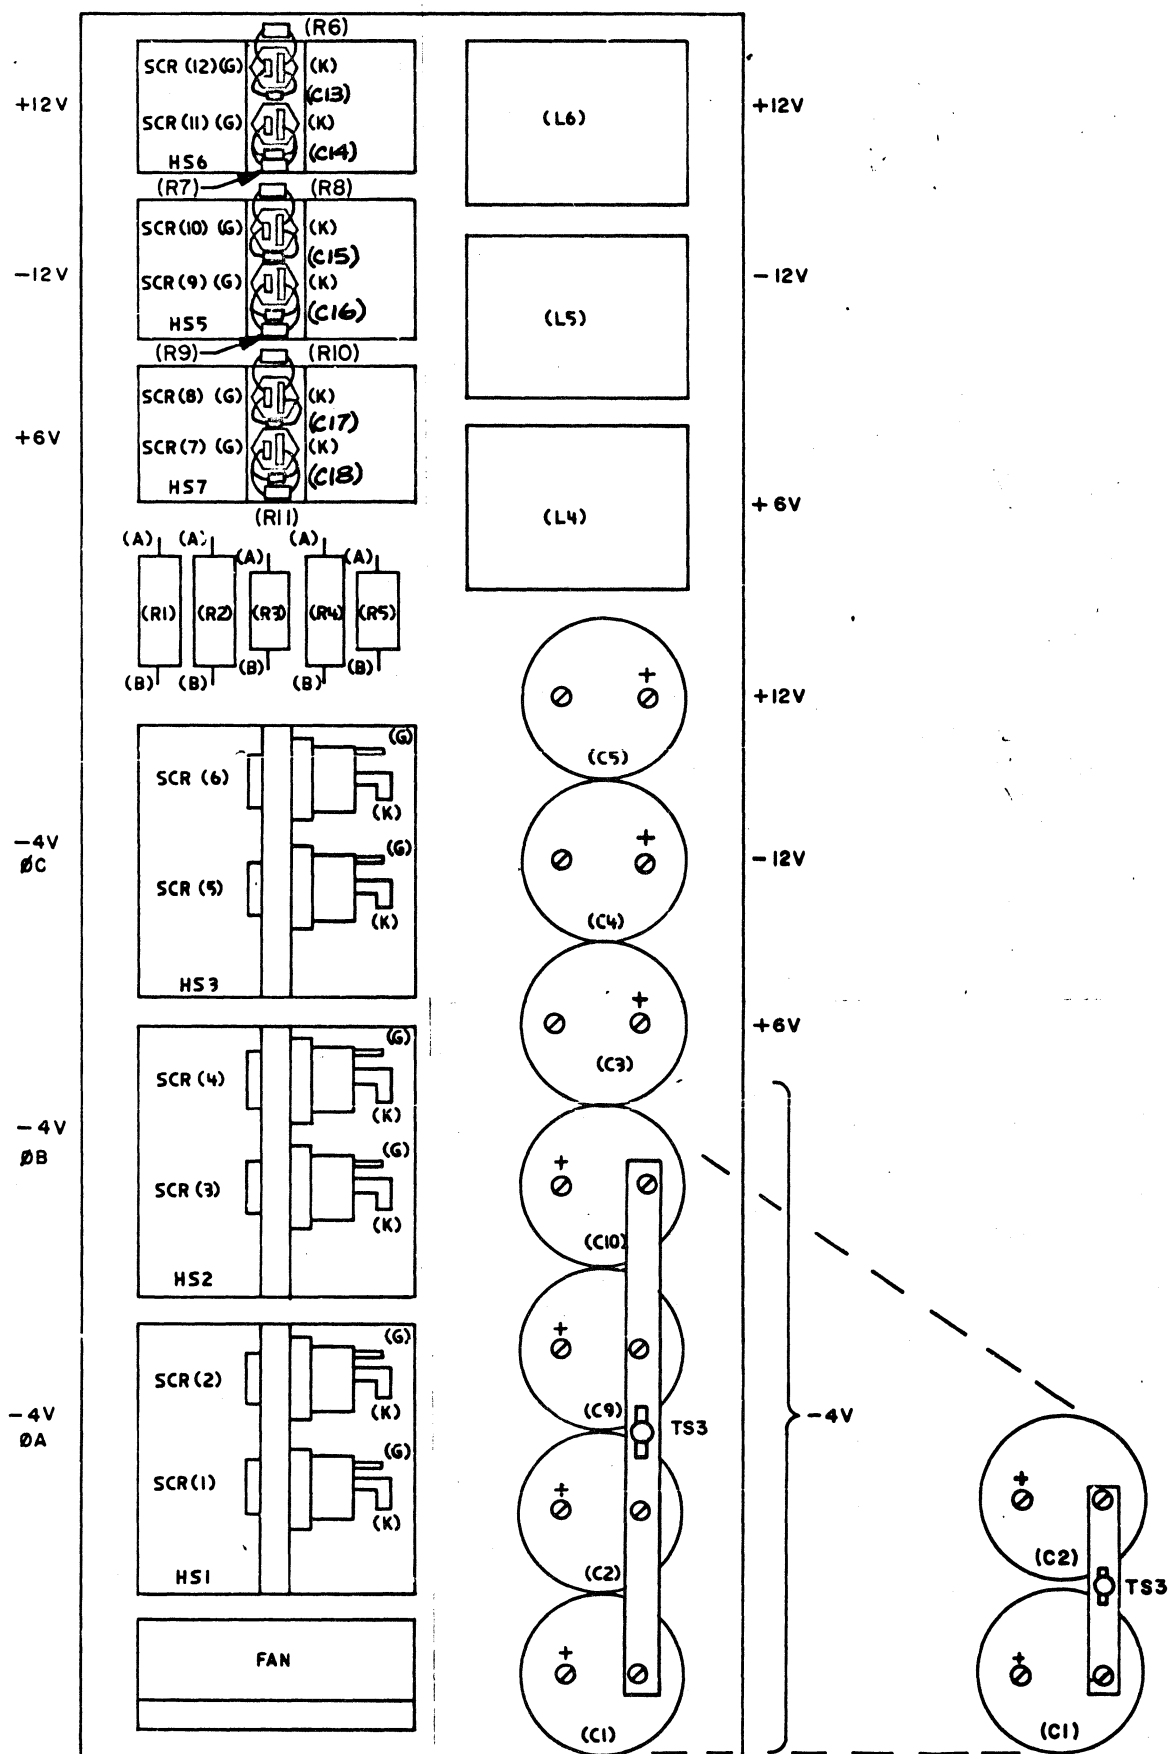 (R6)
SCR (12) (G) (K)
+12V
(C13)
(L6)
+12V
SCR (11) (G) (K)
(C14)
HS6
(R7) (R8)
SCR (10) (G) (K)
(C15)
-12V
SCR (9) (G) (K)
(L5)
-12V
(C16)
HS5
(R9) (R10)
SCR (8) (G) (K)
(C17)
+6V
SCR (7) (G) (K)
(C18)
HS7
(L4)
+6V
(R11)
(A) (A) (A) (A) (A)
(R1) (R2) (R3) (R4) (R5)
(B) (B) (B) (B) (B)
+
+12V
(C5)
(G)
SCR (6)
(K)
-4V
ØC
(G)
SCR (5)
(K)
HS3
+
-12V
(C4)
+
+6V
(C3)
(G)
SCR (4)
(K)
-4V
ØB
(G)
SCR (3)
(K)
HS2
+
(C10)
(G)
SCR (2)
(K)
-4V
ØA
(G)
SCR (1)
(K)
HS1
+
(C9)
TS3
-4V
+
(C2)
FAN
+
(C1)
+
(C2)
TS3
+
(C1)